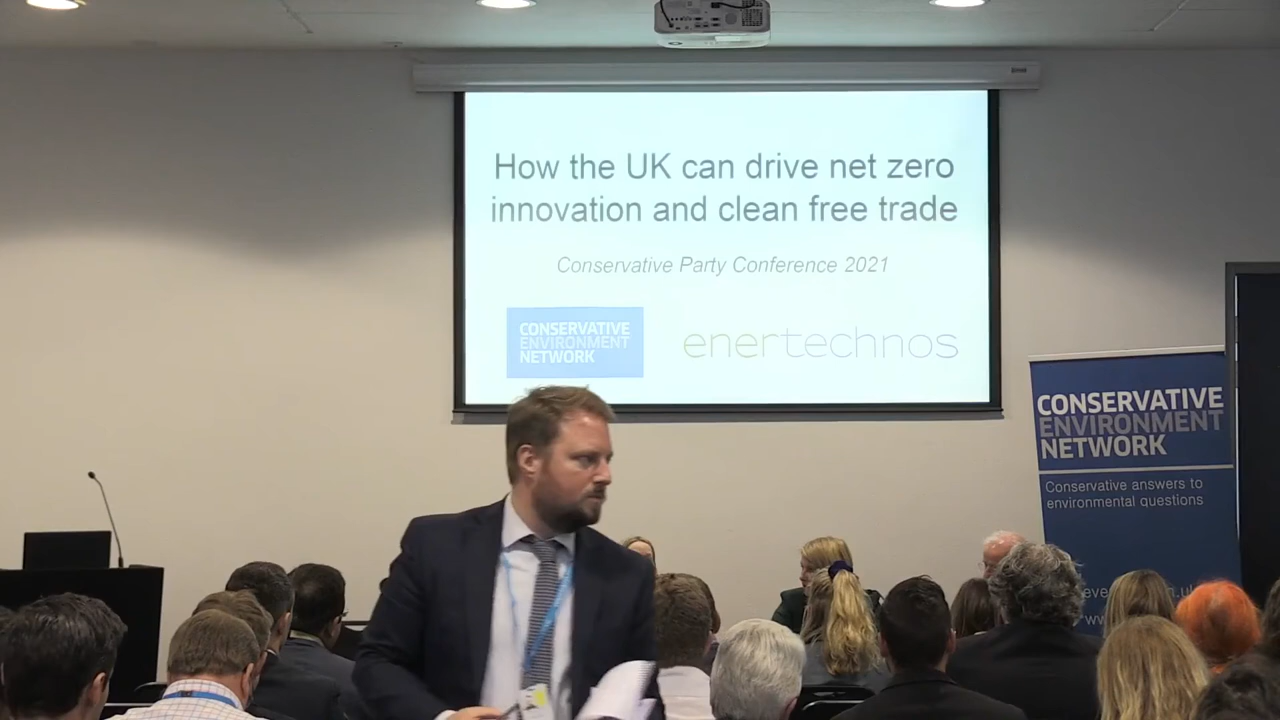 How the UK can drive net zero
innovation and clean free trade
Conservative Party Conference 2021
CONSERVATIVE
ENVIRONMENT
NETWORK
enertechnos
CONSERVATIVE
ENVIRONMENT
NETWORK
Conservative answers to
environmental questions